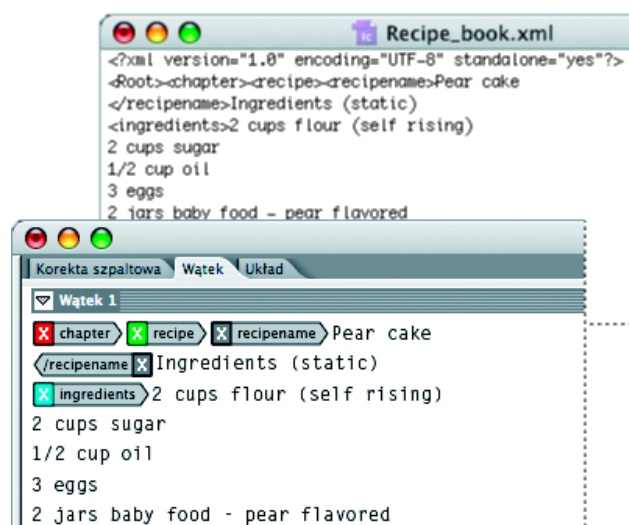 Ic Recipe_book.xml
<?xml version="1.0" encoding="UTF-8" standalone="yes"?>
<Root><chapter><recipe><recipename>Pear cake
</recipename>Ingredients (static)
<ingredients>2 cups flour (self rising)
2 cups sugar
1/2 cup oil
3 eggs
2 jars baby food - pear flavored
Korekta szpaltowa Wątek Układ
Wątek 1
X chapter X recipe X recipename Pear cake
/recipename X Ingredients (static)
X ingredients 2 cups flour (self rising)
2 cups sugar
1/2 cup oil
3 eggs
2 jars baby food - pear flavored